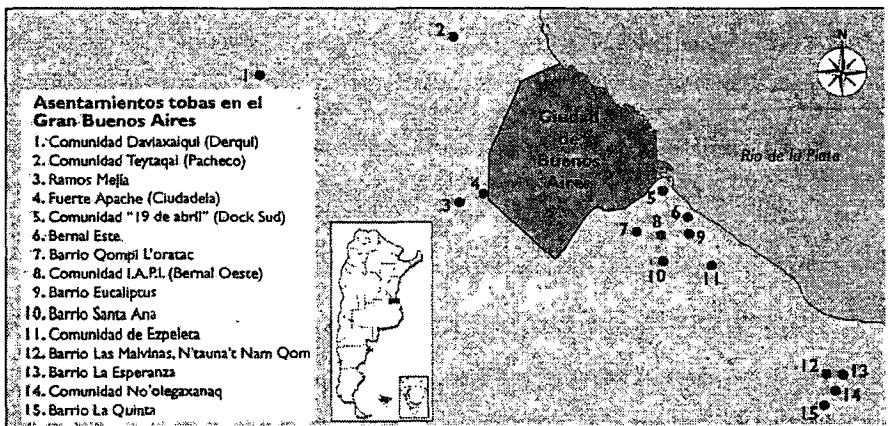 Asentamientos tobas en el
Gran Buenos Aires
1. Comunidad Daviaxaiqui (Derqui)
2. Comunidad Teytaqai (Pacheco)
3. Ramos Mejía
4. Fuerte Apache (Ciudadela)
5. Comunidad "19 de abril" (Dock Sud)
6. Bernal Este.
7. Barrio Qompi L'oratac
8. Comunidad I.A.P.I. (Bernal Oeste)
9. Barrio Eucaliptus
10. Barrio Santa Ana
11. Comunidad de Ezpeleta
12. Barrio Las Malvinas, N'tauna't Nam Qom
13. Barrio La Esperanza
14. Comunidad No'olegaxanaq
15. Barrio La Quinta
1
2
3
4
Ciudad
de
Buenos
Aires
N
Río de la Plata
5
6
7
8
9
10
11
12
13
14
15